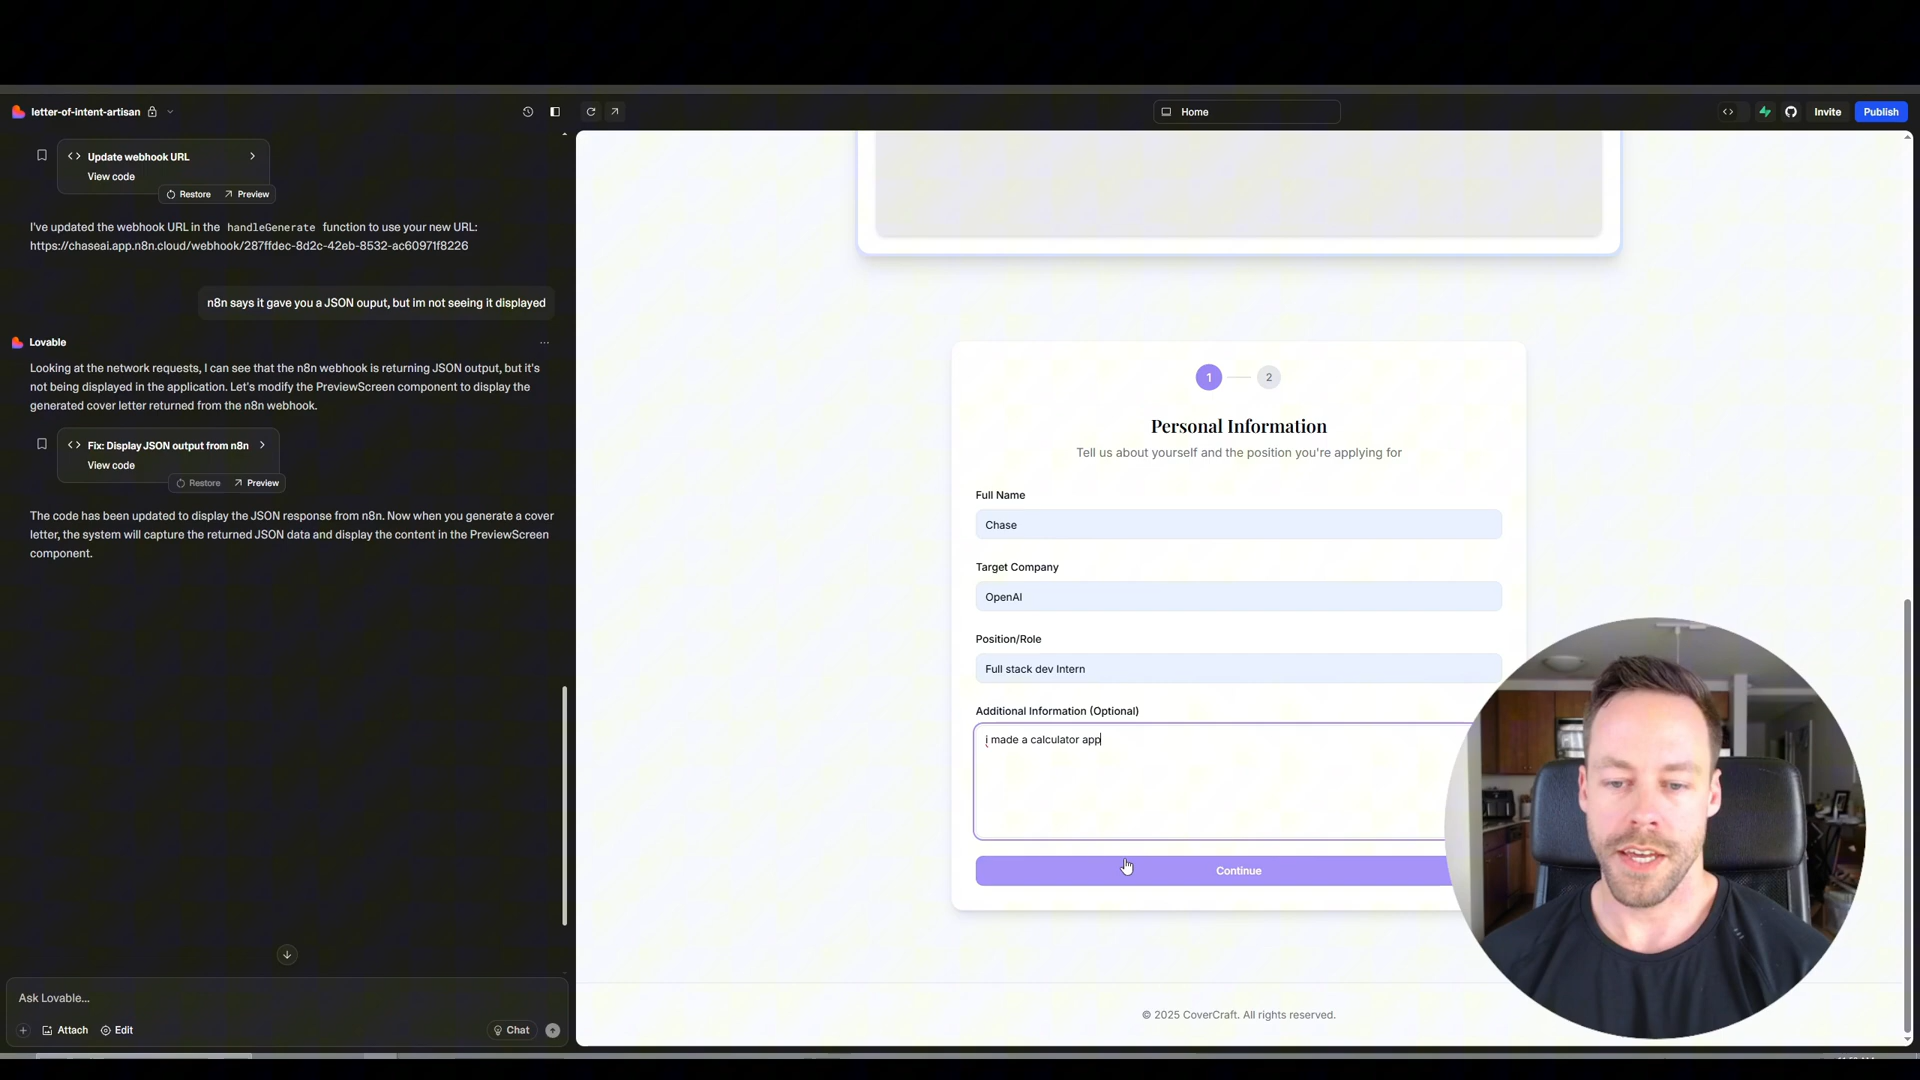 letter-of-intent-artisan
Home
Invite
Publish
Update webhook URL
View code
Restore
Preview
I've updated the webhook URL in the handleGenerate function to use your new URL:
https://chaseai.app.n8n.cloud/webhook/287ffdec-8d2c-42eb-8532-ac60971f8226
n8n says it gave you a JSON ouput, but im not seeing it displayed
Lovable
Looking at the network requests, I can see that the n8n webhook is returning JSON output, but it's
not being displayed in the application. Let's modify the PreviewScreen component to display the
generated cover letter returned from the n8n webhook.
Fix: Display JSON output from n8n
View code
Restore
Preview
The code has been updated to display the JSON response from n8n. Now when you generate a cover
letter, the system will capture the returned JSON data and display the content in the PreviewScreen
component.
Ask Lovable...
Attach
Edit
Chat
1
2
Personal Information
Tell us about yourself and the position you're applying for
Full Name
Chase
Target Company
OpenAI
Position/Role
Full stack dev Intern
Additional Information (Optional)
i made a calculator app
Continue
© 2025 CoverCraft. All rights reserved.